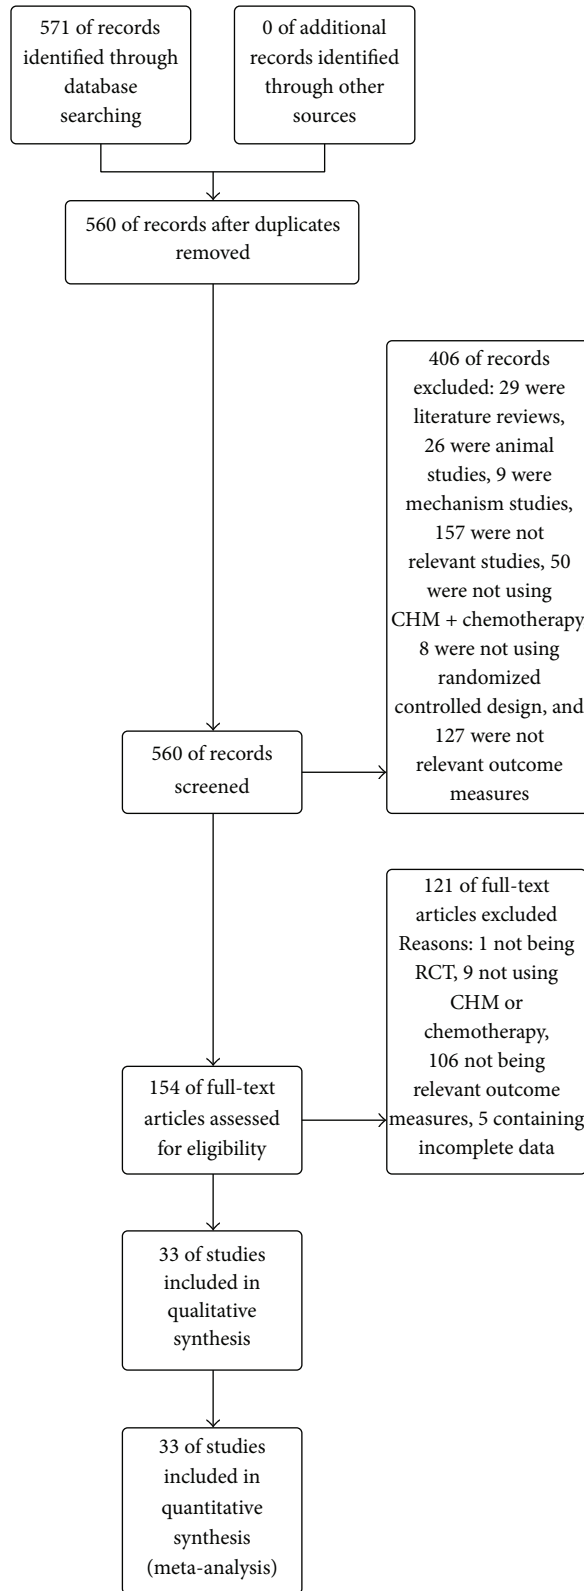 571 of records
identified through
database
searching
0 of additional
records identified
through other
sources
560 of records after duplicates
removed
406 of records
excluded: 29 were
literature reviews,
26 were animal
studies, 9 were
mechanism studies,
157 were not
relevant studies, 50
were not using
CHM + chemotherapy
8 were not using
randomized
controlled design, and
127 were not
relevant outcome
measures
560 of records
screened
121 of full-text
articles excluded
Reasons: 1 not being
RCT, 9 not using
CHM or
chemotherapy,
106 not being
relevant outcome
measures, 5 containing
incomplete data
154 of full-text
articles assessed
for eligibility
33 of studies
included in
qualitative
synthesis
33 of studies
included in
quantitative
synthesis
(meta-analysis)